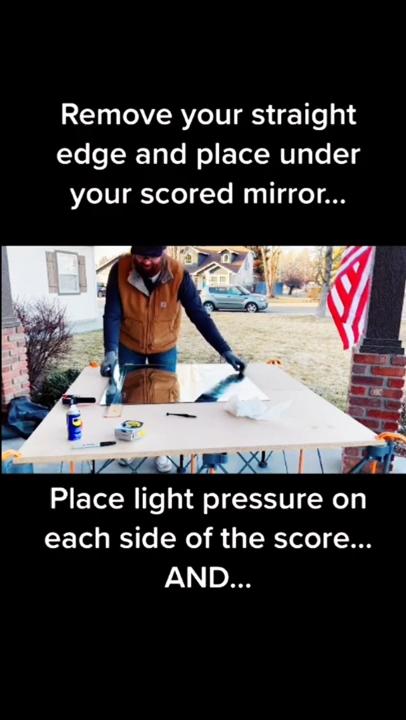 Remove your straight
edge and place under
your scored mirror...
Place light pressure on
each side of the score...
AND...